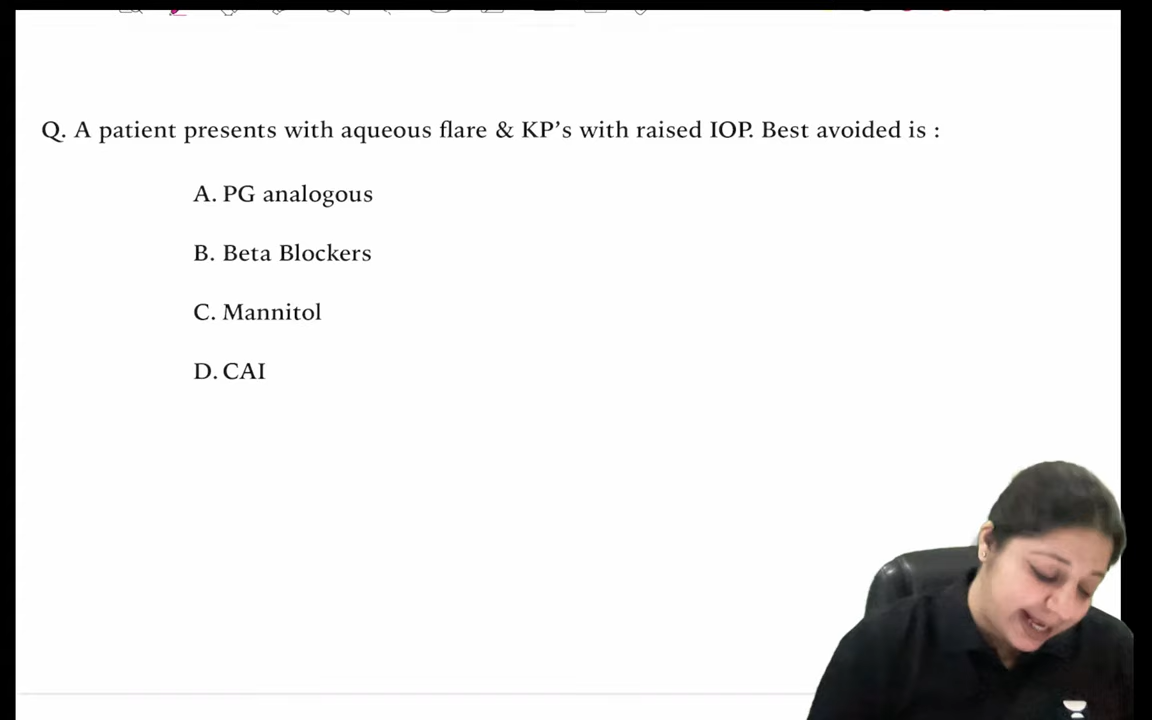 Q. A patient presents with aqueous flare & KP’s with raised IOP. Best avoided is :
A. PG analogous
B. Beta Blockers
C. Mannitol
D. CAI